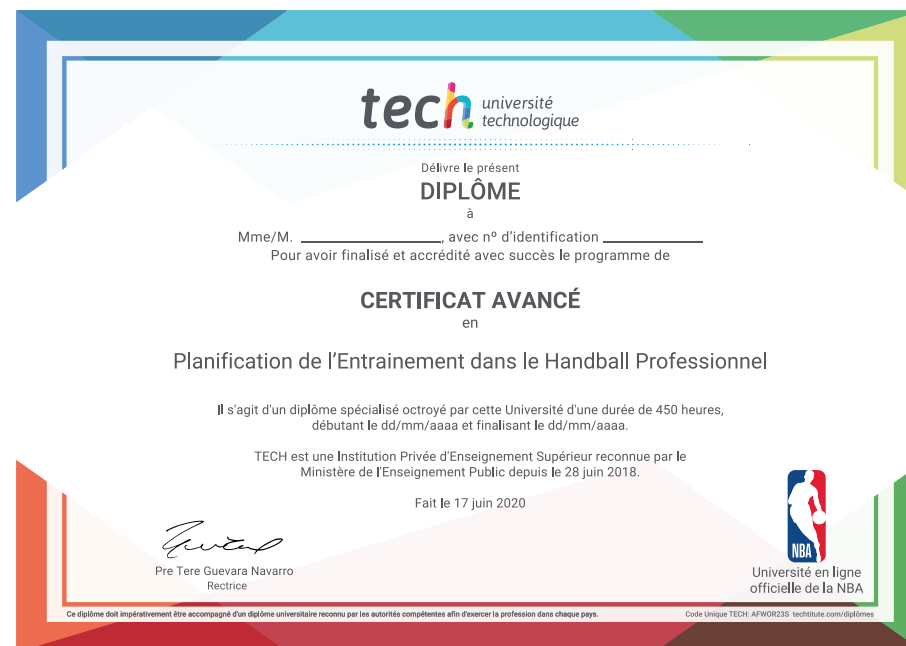 tech université
technologique
Délivre le présent
DIPLÔME
à
Mme/M. ____________________, avec nº d’identification ______________
Pour avoir finalisé et accrédité avec succès le programme de
CERTIFICAT AVANCÉ
en
Planification de l’Entrainement dans le Handball Professionnel
Il s'agit d'un diplôme spécialisé octroyé par cette Université d'une durée de 450 heures,
débutant le dd/mm/aaaa et finalisant le dd/mm/aaaa.
TECH est une Institution Privée d'Enseignement Supérieur reconnue par le
Ministère de l'Enseignement Public depuis le 28 juin 2018.
Fait le 17 juin 2020
Pre Tere Guevara Navarro
Rectrice
NBA
Université en ligne
officielle de la NBA
Ce diplôme doit impérativement être accompagné d'un diplôme universitaire reconnu par les autorités compétentes afin d'exercer la profession dans chaque pays.
Code Unique TECH: AFWOR23S techtitute.com/diplômes